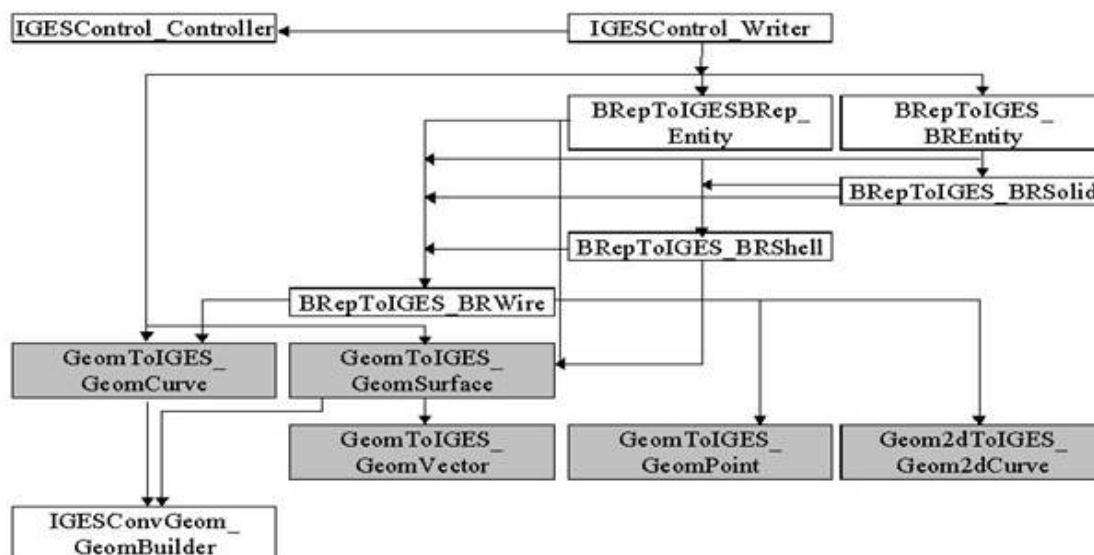 IGESControl_Controller
IGESControl_Writer
BRepToIGESBRep_
Entity
BRepToIGES_
BREntity
BRepToIGES_BRSolid
BRepToIGES_BRShell
BRepToIGES_BRWire
GeomToIGES_
GeomCurve
GeomToIGES_
GeomSurface
GeomToIGES_
GeomVector
GeomToIGES_
GeomPoint
Geom2dToIGES_
Geom2dCurve
IGESConvGeom_
GeomBuilder